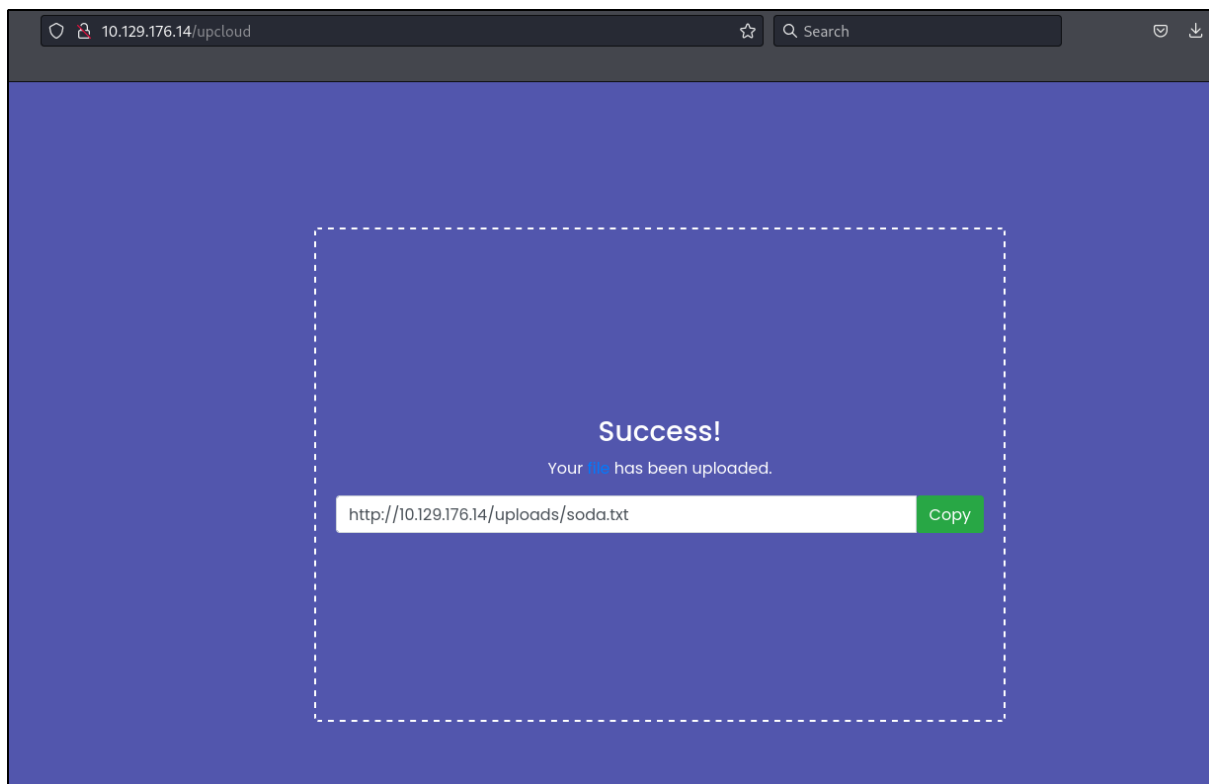 10.129.176.14/upcloud
Search
Success!
Your file has been uploaded.
http://10.129.176.14/uploads/soda.txt
Copy